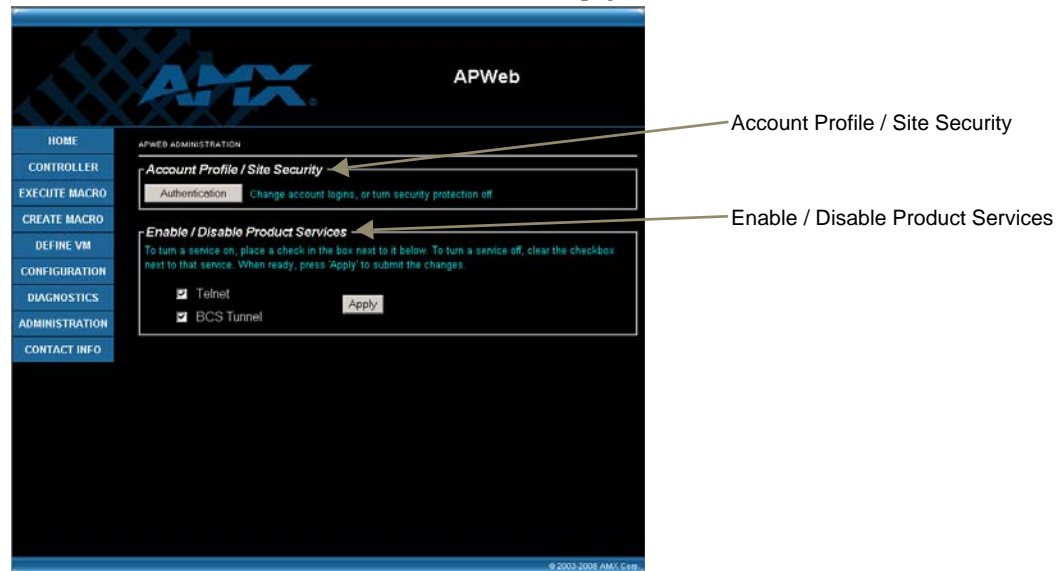 AMX
APWeb
HOME
CONTROLLER
EXECUTE MACRO
CREATE MACRO
DEFINE VM
CONFIGURATION
DIAGNOSTICS
ADMINISTRATION
CONTACT INFO
APWEB ADMINISTRATION
Account Profile / Site Security
Authentication Change account logins, or turn security protection off.
Enable / Disable Product Services
To turn a service on, place a check in the box next to it below. To turn a service off, clear the checkbox
next to that service. When ready, press 'Apply' to submit the changes.
Telnet
Apply
BCS Tunnel
© 2003-2008 AMX Corp.
Account Profile / Site Security
Enable / Disable Product Services